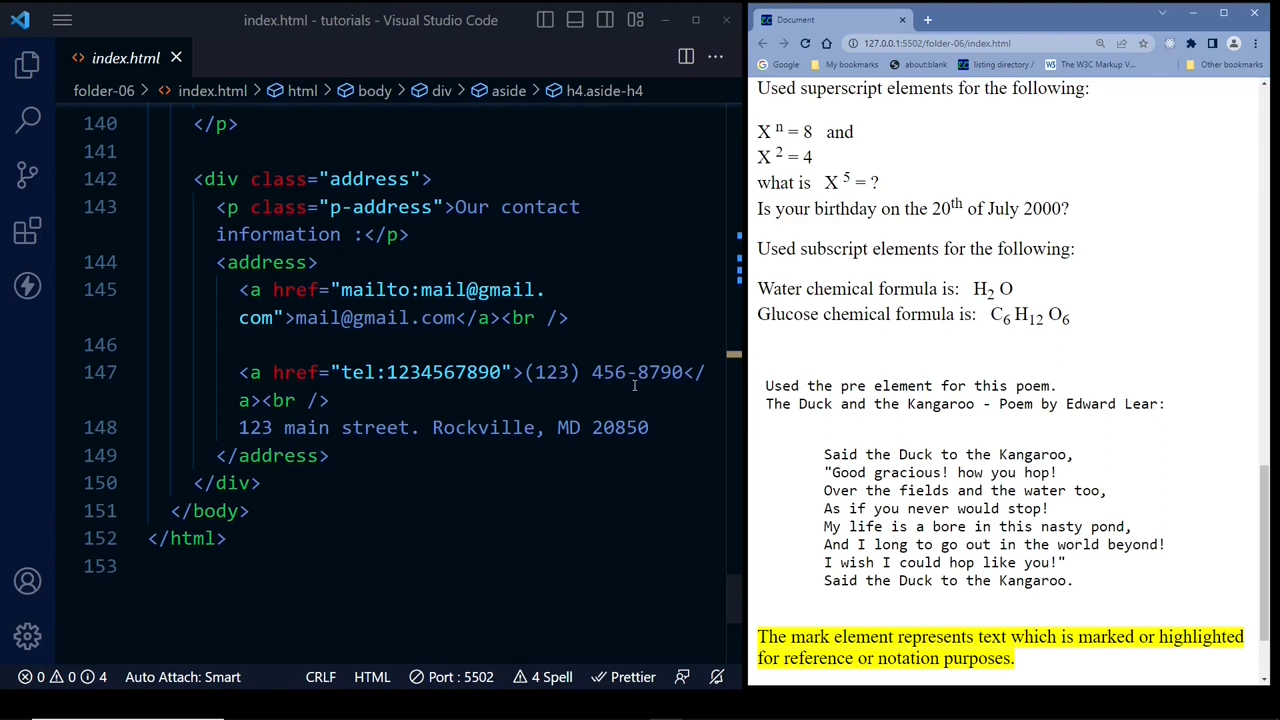 index.html - tutorials - Visual Studio Code
index.html
folder-06 > index.html > html > body > div > aside > h4.aside-h4
140 </p>
141
142 <div class="address">
143 <p class="p-address">Our contact
information :</p>
144 <address>
145 <a href="mailto:mail@gmail.
com">mail@gmail.com</a><br />
146
147 <a href="tel:1234567890">(123) 456-8790</
a><br />
148 123 main street. Rockville, MD 20850
149 </address>
150 </div>
151 </body>
152 </html>
153
0 0 4 Auto Attach: Smart CRLF HTML Port : 5502 4 Spell Prettier
Document
127.0.0.1:5502/folder-06/index.html
Google My bookmarks about:blank listing directory / The W3C Markup V... Other bookmarks
Used superscript elements for the following:
X n = 8 and
X 2 = 4
what is X 5 = ?
Is your birthday on the 20th of July 2000?
Used subscript elements for the following:
Water chemical formula is: H2 O
Glucose chemical formula is: C6 H12 O6
Used the pre element for this poem.
The Duck and the Kangaroo - Poem by Edward Lear:
Said the Duck to the Kangaroo,
"Good gracious! how you hop!
Over the fields and the water too,
As if you never would stop!
My life is a bore in this nasty pond,
And I long to go out in the world beyond!
I wish I could hop like you!"
Said the Duck to the Kangaroo.
The mark element represents text which is marked or highlighted
for reference or notation purposes.